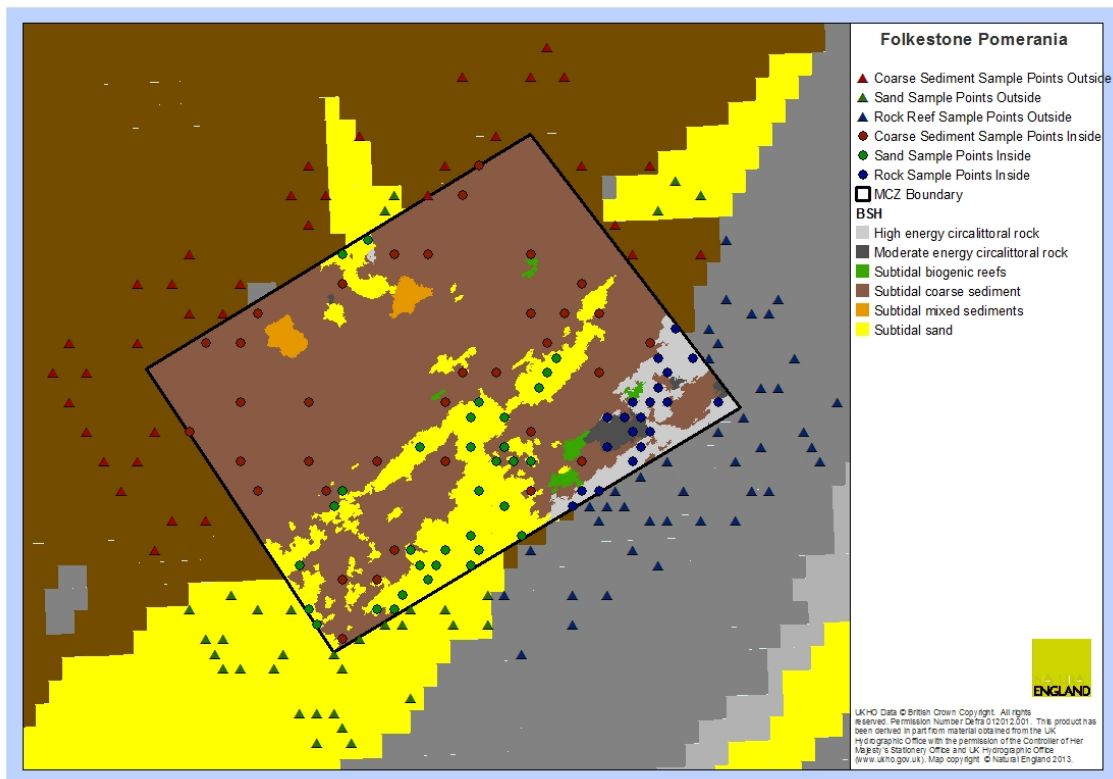 Folkestone Pomerania
Coarse Sediment Sample Points Outside
Sand Sample Points Outside
Rock Reef Sample Points Outside
Coarse Sediment Sample Points Inside
Sand Sample Points Inside
Rock Sample Points Inside
MCZ Boundary
BSH
High energy circalittoral rock
Moderate energy circalittoral rock
Subtidal biogenic reefs
Subtidal coarse sediment
Subtidal mixed sediments
Subtidal sand
ENGLAND
UKHO Data © British Crown Copyright. All rights
reserved. Permission Number Defra 012012.001. This product has
been derived in part from material obtained from the UK
Hydrographic Office with the permission of the Controller of Her
Majesty's Stationery Office and UK Hydrographic Office
(www.ukho.gov.uk). Map copyright © Natural England 2013.